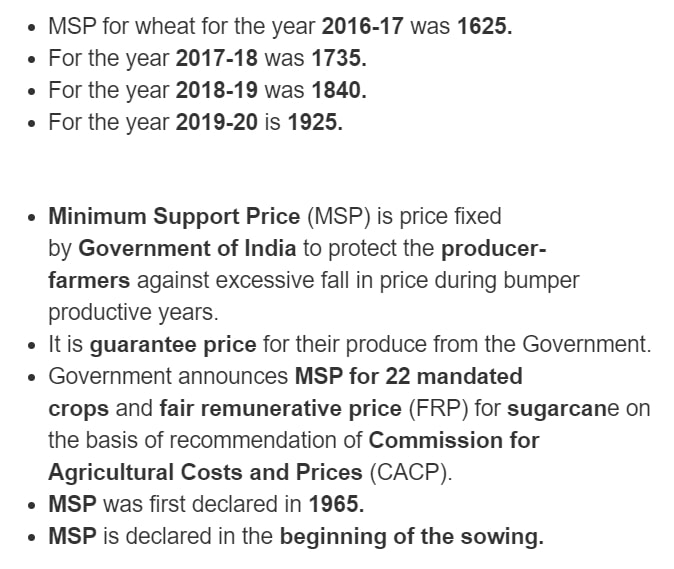 • MSP for wheat for the year 2016-17 was 1625.
• For the year 2017-18 was 1735.
• For the year 2018-19 was 1840.
• For the year 2019-20 is 1925.
• Minimum Support Price (MSP) is price fixed
by Government of India to protect the producer-
farmers against excessive fall in price during bumper
productive years.
• It is guarantee price for their produce from the Government.
• Government announces MSP for 22 mandated
crops and fair remunerative price (FRP) for sugarcane on
the basis of recommendation of Commission for
Agricultural Costs and Prices (CACP).
• MSP was first declared in 1965.
• MSP is declared in the beginning of the sowing.